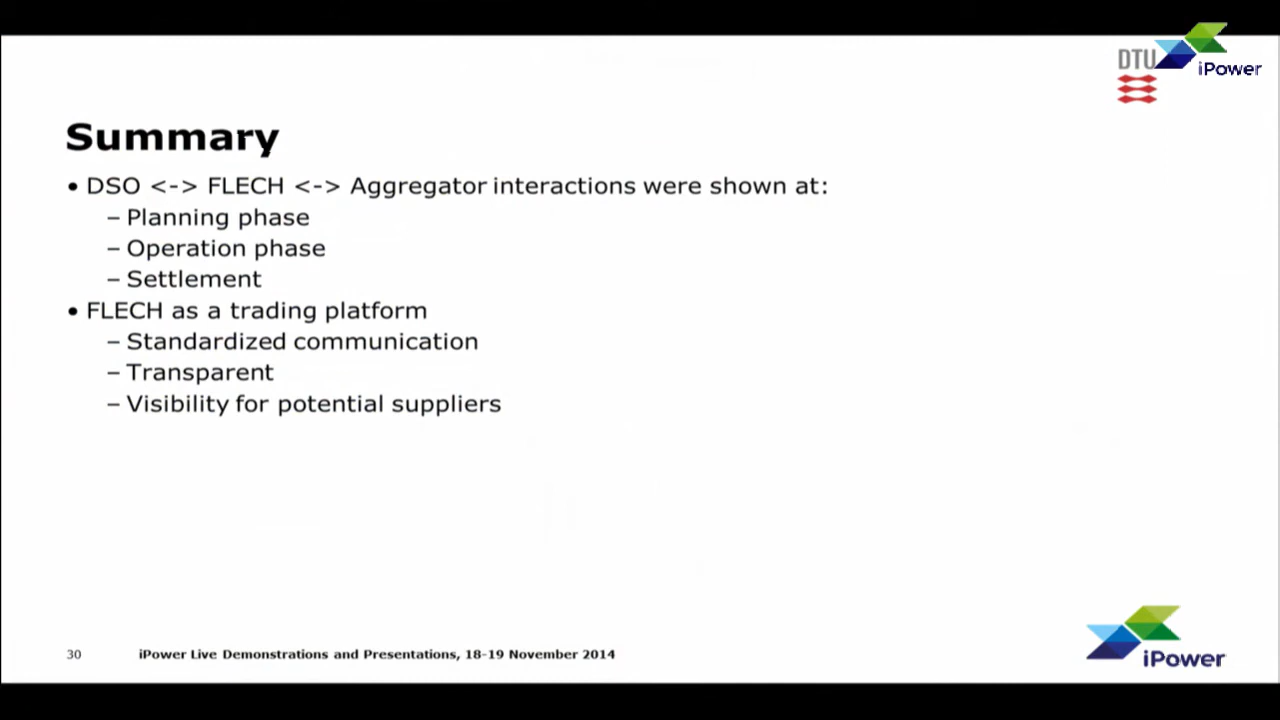 DTU
iPower
Summary
• DSO <-> FLECH <-> Aggregator interactions were shown at:
– Planning phase
– Operation phase
– Settlement
• FLECH as a trading platform
– Standardized communication
– Transparent
– Visibility for potential suppliers
30 iPower Live Demonstrations and Presentations, 18-19 November 2014
iPower